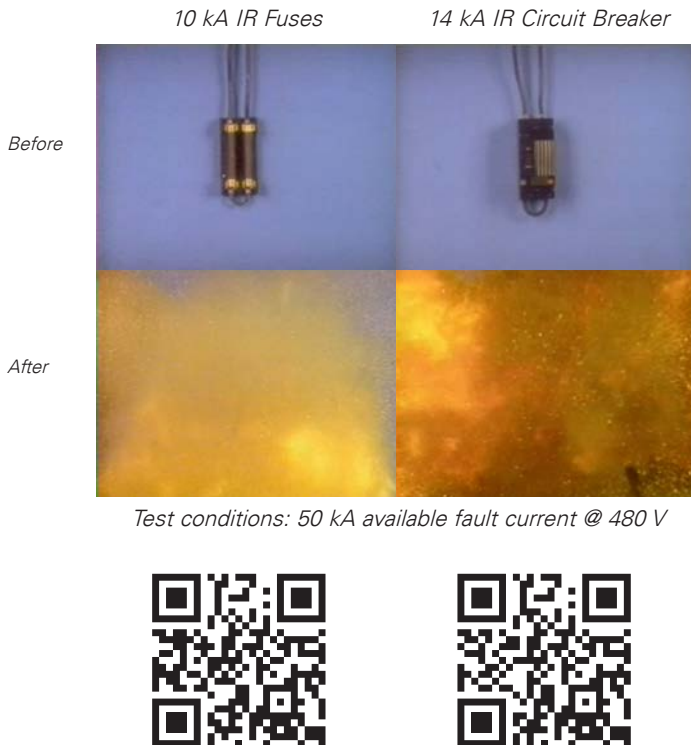 10 kA IR Fuses
14 kA IR Circuit Breaker
Before
After
Test conditions: 50 kA available fault current @ 480 V